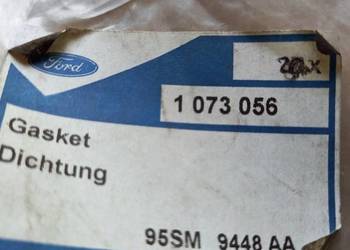 Ford
1 073 056
Gasket
Dichtung
95SM 9448 AA